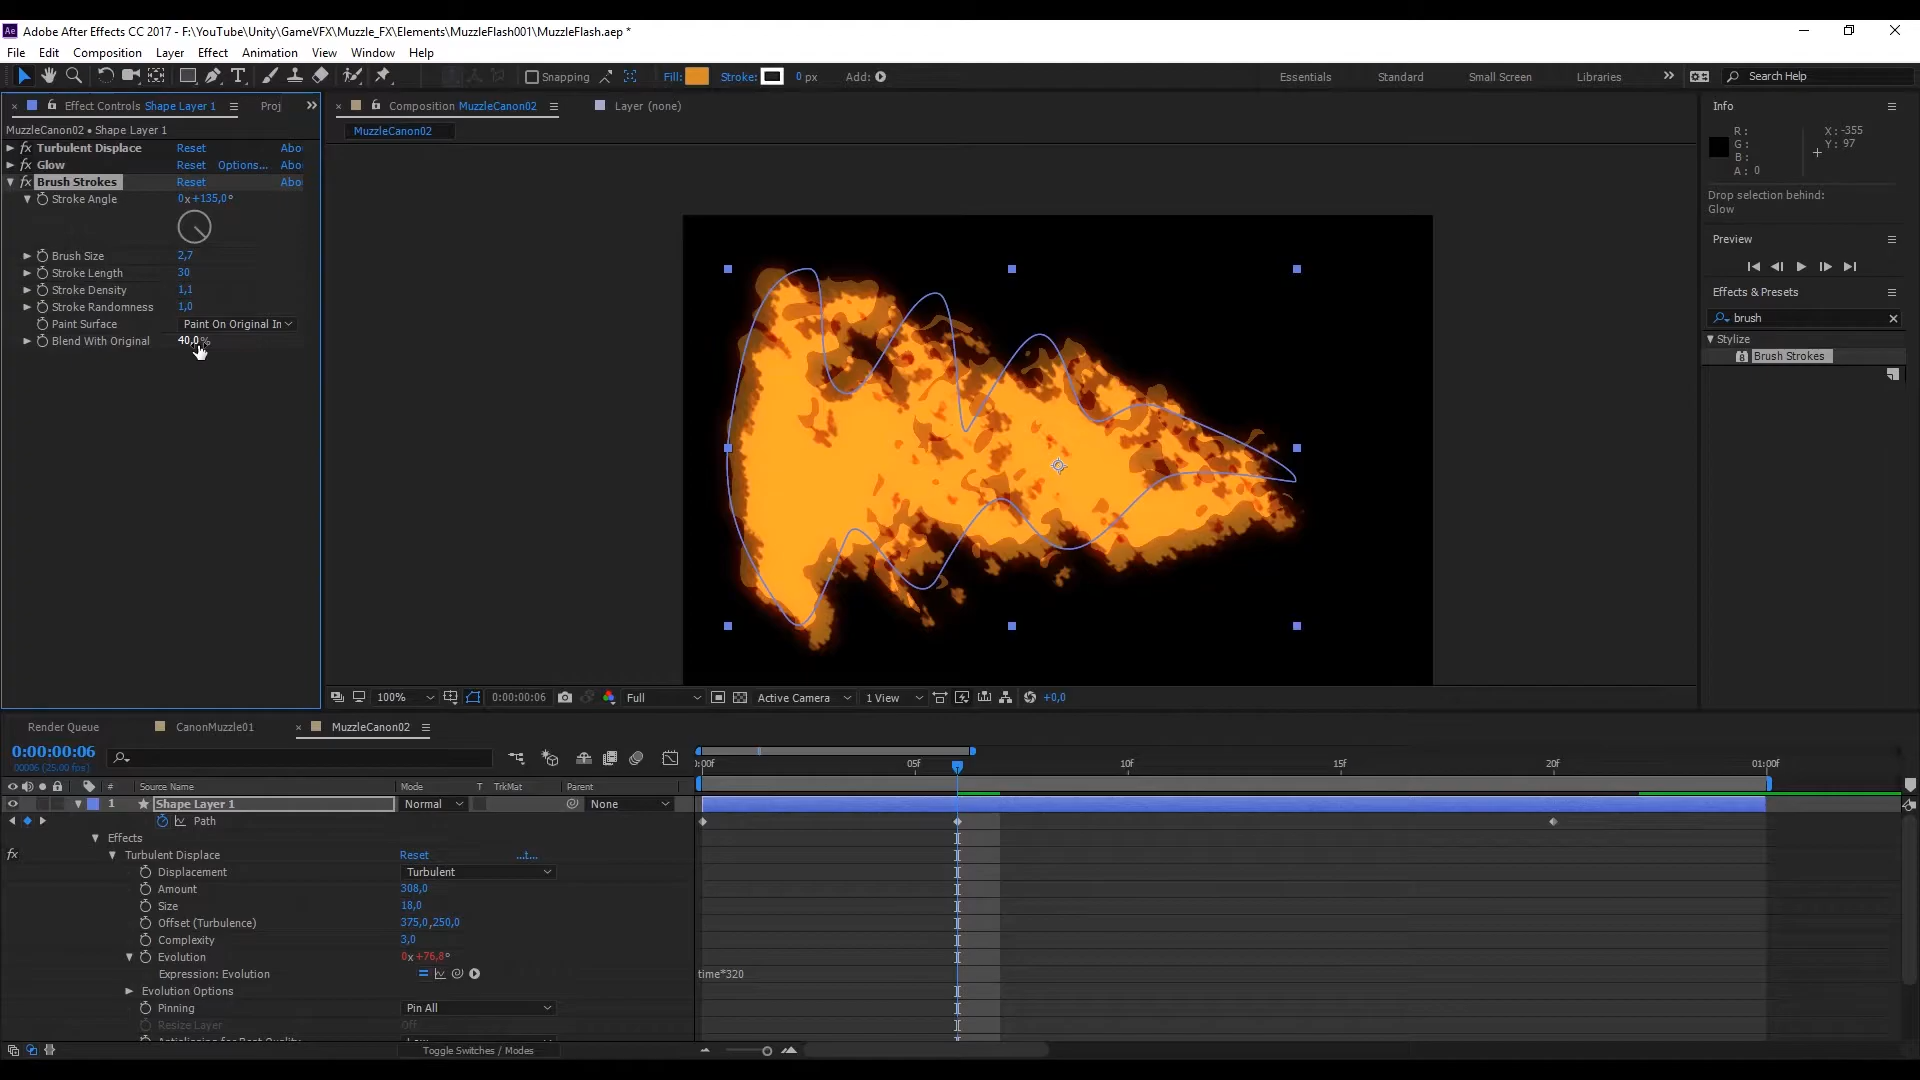 Adobe After Effects CC 2017 - F:\YouTube\Unity\GameVFX\Muzzle_FX\Elements\MuzzleFlash001\MuzzleFlash.aep *
File Edit Composition Layer Effect Animation View Window Help
Snapping Fill: Stroke: 0 px Add: Essentials Standard Small Screen Libraries Search Help
Effect Controls Shape Layer 1 Proj
Composition MuzzleCanon02 Layer (none)
MuzzleCanon02 • Shape Layer 1
MuzzleCanon02
fx Turbulent Displace Reset Abo
fx Glow Reset Options... Abo
fx Brush Strokes Reset Abo
Stroke Angle 0x+135,0°
Brush Size 2,7
Stroke Length 30
Stroke Density 1,1
Stroke Randomness 1,0
Paint Surface Paint On Original In
Blend With Original 40,0%
Info
R: X: -355
G: Y: 97
B:
A: 0
Drop selection behind:
Glow
Preview
Effects & Presets
brush
Stylize
8 Brush Strokes
100% 0:00:00:06 Full Active Camera 1 View +0,0
Render Queue CanonMuzzle01 MuzzleCanon02
0:00:00:06
00006 (25.00 fps)
:00f 05f 10f 15f 20f 01:00f
# Source Name Mode T TrkMat Parent
1 Shape Layer 1 Normal None
Path
Effects
fx Turbulent Displace Reset ...t...
Displacement Turbulent
Amount 308,0
Size 18,0
Offset (Turbulence) 375,0,250,0
Complexity 3,0
Evolution 0x+76,8°
Expression: Evolution time*320
Evolution Options
Pinning Pin All
Resize Layer Off
Toggle Switches / Modes